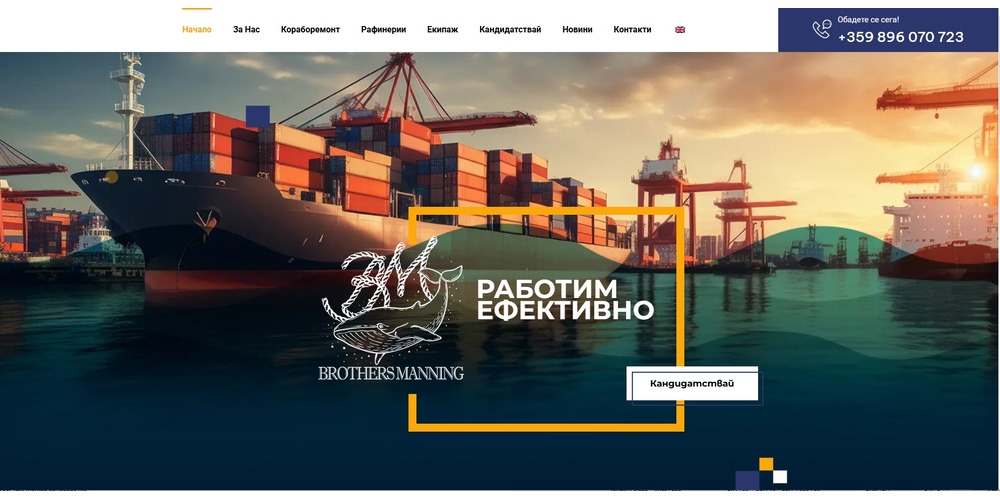 Начало За Нас Кораборемонт Рафинерии Екипаж Кандидатствай Новини Контакти
Обадете се сега!
+359 896 070 723
BM
РАБОТИМ
ЕФЕКТИВНО
BROTHERS MANNING
Кандидатствай